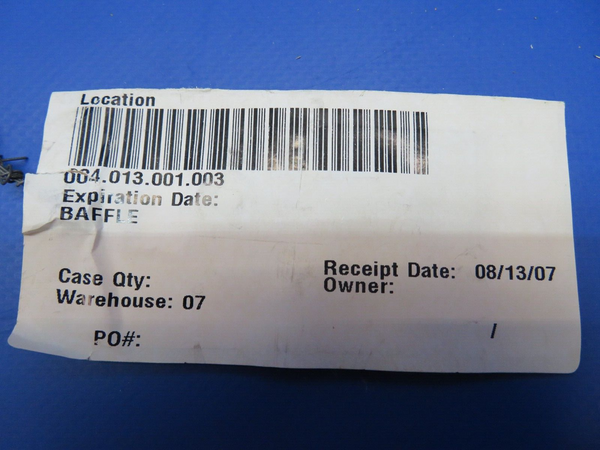 Location
004.013.001.003
Expiration Date:
BAFFLE
Case Qty:
Receipt Date: 08/13/07
Warehouse: 07
Owner:
PO#:
/